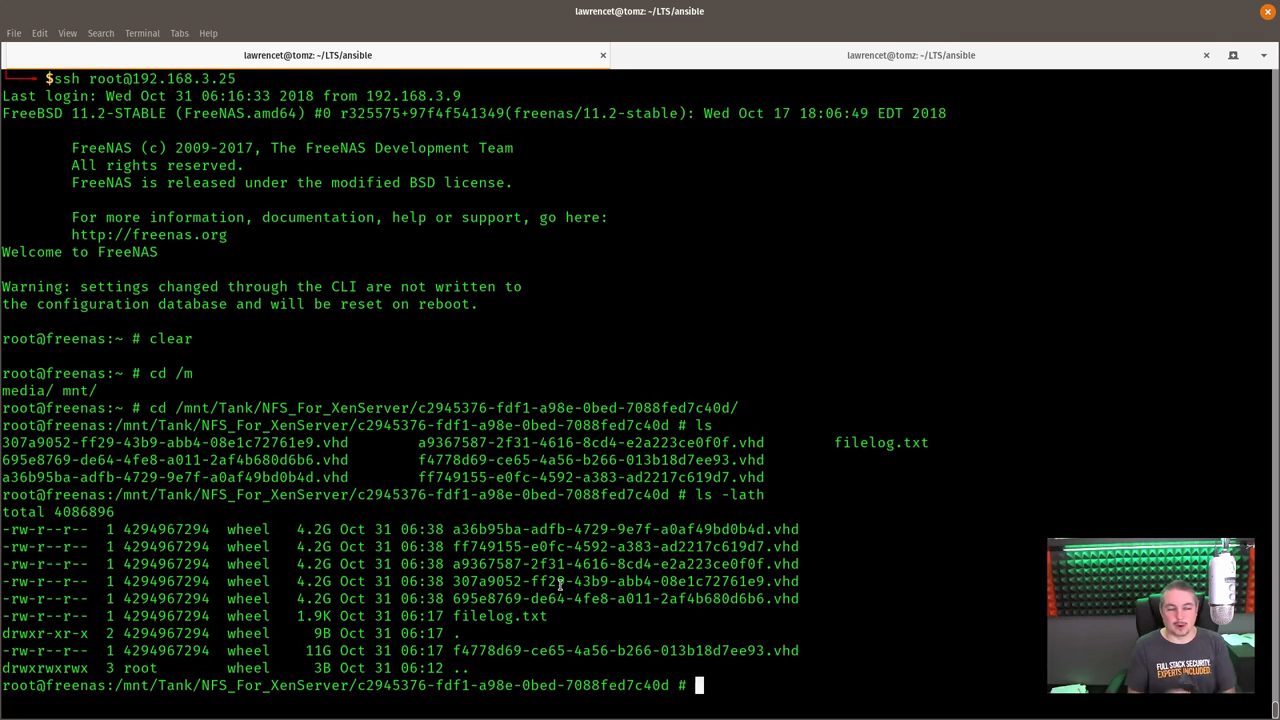 lawrencet@tomz: ~/LTS/ansible
File Edit View Search Terminal Tabs Help
lawrencet@tomz: ~/LTS/ansible × lawrencet@tomz: ~/LTS/ansible ×
$ssh root@192.168.3.25
Last login: Wed Oct 31 06:16:33 2018 from 192.168.3.9
FreeBSD 11.2-STABLE (FreeNAS.amd64) #0 r325575+97f4f541349(freenas/11.2-stable): Wed Oct 17 18:06:49 EDT 2018
FreeNAS (c) 2009-2017, The FreeNAS Development Team
All rights reserved.
FreeNAS is released under the modified BSD license.
For more information, documentation, help or support, go here:
http://freenas.org
Welcome to FreeNAS
Warning: settings changed through the CLI are not written to
the configuration database and will be reset on reboot.
root@freenas:~ # clear
root@freenas:~ # cd /m
media/ mnt/
root@freenas:~ # cd /mnt/Tank/NFS_For_XenServer/c2945376-fdf1-a98e-0bed-7088fed7c40d/
root@freenas:/mnt/Tank/NFS_For_XenServer/c2945376-fdf1-a98e-0bed-7088fed7c40d # ls
307a9052-ff29-43b9-abb4-08e1c72761e9.vhd a9367587-2f31-4616-8cd4-e2a223ce0f0f.vhd filelog.txt
695e8769-de64-4fe8-a011-2af4b680d6b6.vhd f4778d69-ce65-4a56-b266-013b18d7ee93.vhd
a36b95ba-adfb-4729-9e7f-a0af49bd0b4d.vhd ff749155-e0fc-4592-a383-ad2217c619d7.vhd
root@freenas:/mnt/Tank/NFS_For_XenServer/c2945376-fdf1-a98e-0bed-7088fed7c40d # ls -lath
total 4086896
-rw-r--r-- 1 4294967294 wheel 4.2G Oct 31 06:38 a36b95ba-adfb-4729-9e7f-a0af49bd0b4d.vhd
-rw-r--r-- 1 4294967294 wheel 4.2G Oct 31 06:38 ff749155-e0fc-4592-a383-ad2217c619d7.vhd
-rw-r--r-- 1 4294967294 wheel 4.2G Oct 31 06:38 a9367587-2f31-4616-8cd4-e2a223ce0f0f.vhd
-rw-r--r-- 1 4294967294 wheel 4.2G Oct 31 06:38 307a9052-ff29-43b9-abb4-08e1c72761e9.vhd
-rw-r--r-- 1 4294967294 wheel 4.2G Oct 31 06:38 695e8769-de64-4fe8-a011-2af4b680d6b6.vhd
-rw-r--r-- 1 4294967294 wheel 1.9K Oct 31 06:17 filelog.txt
drwxr-xr-x 2 4294967294 wheel 9B Oct 31 06:17 .
-rw-r--r-- 1 4294967294 wheel 11G Oct 31 06:17 f4778d69-ce65-4a56-b266-013b18d7ee93.vhd
drwxrwxrwx 3 root wheel 3B Oct 31 06:12 ..
root@freenas:/mnt/Tank/NFS_For_XenServer/c2945376-fdf1-a98e-0bed-7088fed7c40d #
FULL STACK SECURITY.
EXPERTS INCLUDED.